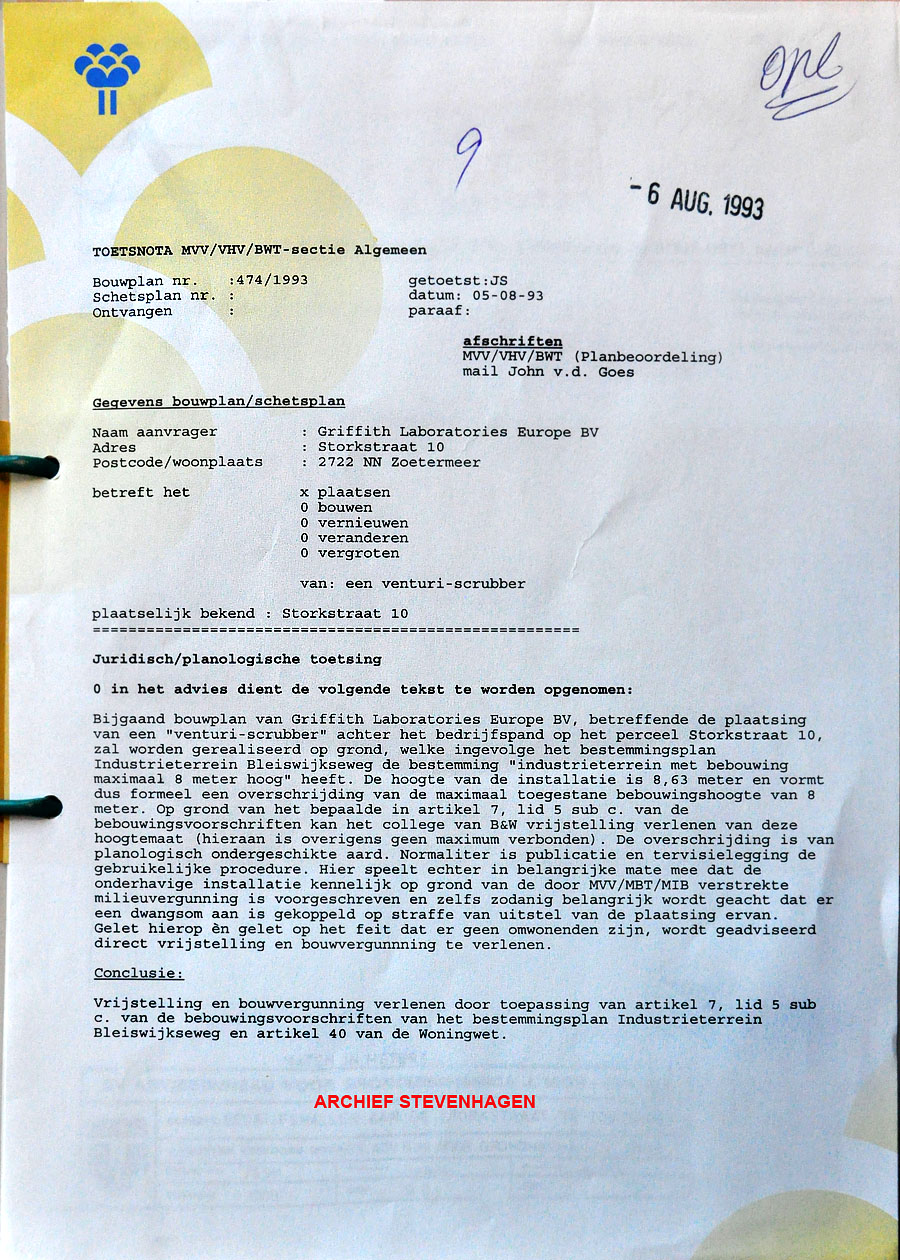 opl
9
- 6 AUG. 1993
TOETSNOTA MVV/VHV/BWT-sectie Algemeen
Bouwplan nr. :474/1993 getoetst:JS
Schetsplan nr. : datum: 05-08-93
Ontvangen : paraaf:
afschriften
MVV/VHV/BWT (Planbeoordeling)
mail John v.d. Goes
Gegevens bouwplan/schetsplan
Naam aanvrager : Griffith Laboratories Europe BV
Adres : Storkstraat 10
Postcode/woonplaats : 2722 NN Zoetermeer
betreft het x plaatsen
0 bouwen
0 vernieuwen
0 veranderen
0 vergroten
van: een venturi-scrubber
plaatselijk bekend : Storkstraat 10
======================================================
Juridisch/planologische toetsing
0 in het advies dient de volgende tekst te worden opgenomen:
Bijgaand bouwplan van Griffith Laboratories Europe BV, betreffende de plaatsing
van een "venturi-scrubber" achter het bedrijfspand op het perceel Storkstraat 10,
zal worden gerealiseerd op grond, welke ingevolge het bestemmingsplan
Industrieterrein Bleiswijkseweg de bestemming "industrieterrein met bebouwing
maximaal 8 meter hoog" heeft. De hoogte van de installatie is 8,63 meter en vormt
dus formeel een overschrijding van de maximaal toegestane bebouwingshoogte van 8
meter. Op grond van het bepaalde in artikel 7, lid 5 sub c. van de
bebouwingsvoorschriften kan het college van B&W vrijstelling verlenen van deze
hoogtemaat (hieraan is overigens geen maximum verbonden). De overschrijding is van
planologisch ondergeschikte aard. Normaliter is publicatie en tervisielegging de
gebruikelijke procedure. Hier speelt echter in belangrijke mate mee dat de
onderhavige installatie kennelijk op grond van de door MVV/MBT/MIB verstrekte
milieuvergunning is voorgeschreven en zelfs zodanig belangrijk wordt geacht dat er
een dwangsom aan is gekoppeld op straffe van uitstel van de plaatsing ervan.
Gelet hierop èn gelet op het feit dat er geen omwonenden zijn, wordt geadviseerd
direct vrijstelling en bouwvergunnning te verlenen.
Conclusie:
Vrijstelling en bouwvergunning verlenen door toepassing van artikel 7, lid 5 sub
c. van de bebouwingsvoorschriften van het bestemmingsplan Industrieterrein
Bleiswijkseweg en artikel 40 van de Woningwet.
ARCHIEF STEVENHAGEN